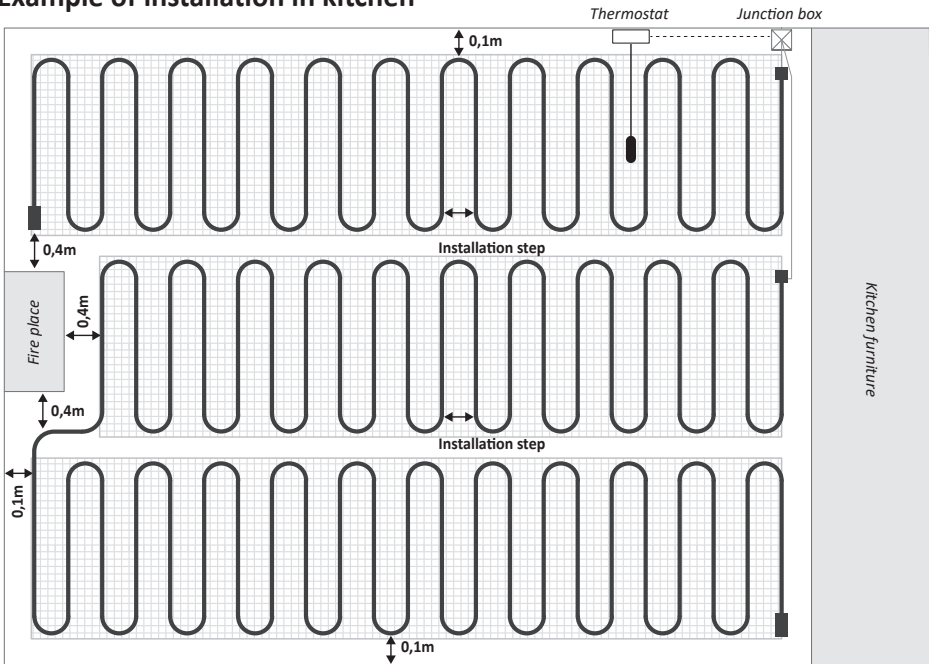 Example of installation in kitchen
Thermostat
Junction box
0,1m
0,4m
Installation step
Fire place
0,4m
Kitchen furniture
0,4m
Installation step
0,1m
0,1m